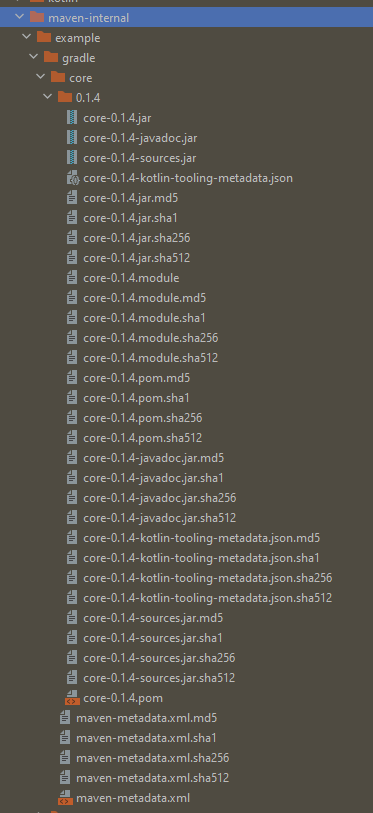 kotlin
maven-internal
example
gradle
core
0.1.4
core-0.1.4.jar
core-0.1.4-javadoc.jar
core-0.1.4-sources.jar
core-0.1.4-kotlin-tooling-metadata.json
core-0.1.4.jar.md5
core-0.1.4.jar.sha1
core-0.1.4.jar.sha256
core-0.1.4.jar.sha512
core-0.1.4.module
core-0.1.4.module.md5
core-0.1.4.module.sha1
core-0.1.4.module.sha256
core-0.1.4.module.sha512
core-0.1.4.pom.md5
core-0.1.4.pom.sha1
core-0.1.4.pom.sha256
core-0.1.4.pom.sha512
core-0.1.4-javadoc.jar.md5
core-0.1.4-javadoc.jar.sha1
core-0.1.4-javadoc.jar.sha256
core-0.1.4-javadoc.jar.sha512
core-0.1.4-kotlin-tooling-metadata.json.md5
core-0.1.4-kotlin-tooling-metadata.json.sha1
core-0.1.4-kotlin-tooling-metadata.json.sha256
core-0.1.4-kotlin-tooling-metadata.json.sha512
core-0.1.4-sources.jar.md5
core-0.1.4-sources.jar.sha1
core-0.1.4-sources.jar.sha256
core-0.1.4-sources.jar.sha512
core-0.1.4.pom
maven-metadata.xml.md5
maven-metadata.xml.sha1
maven-metadata.xml.sha256
maven-metadata.xml.sha512
maven-metadata.xml